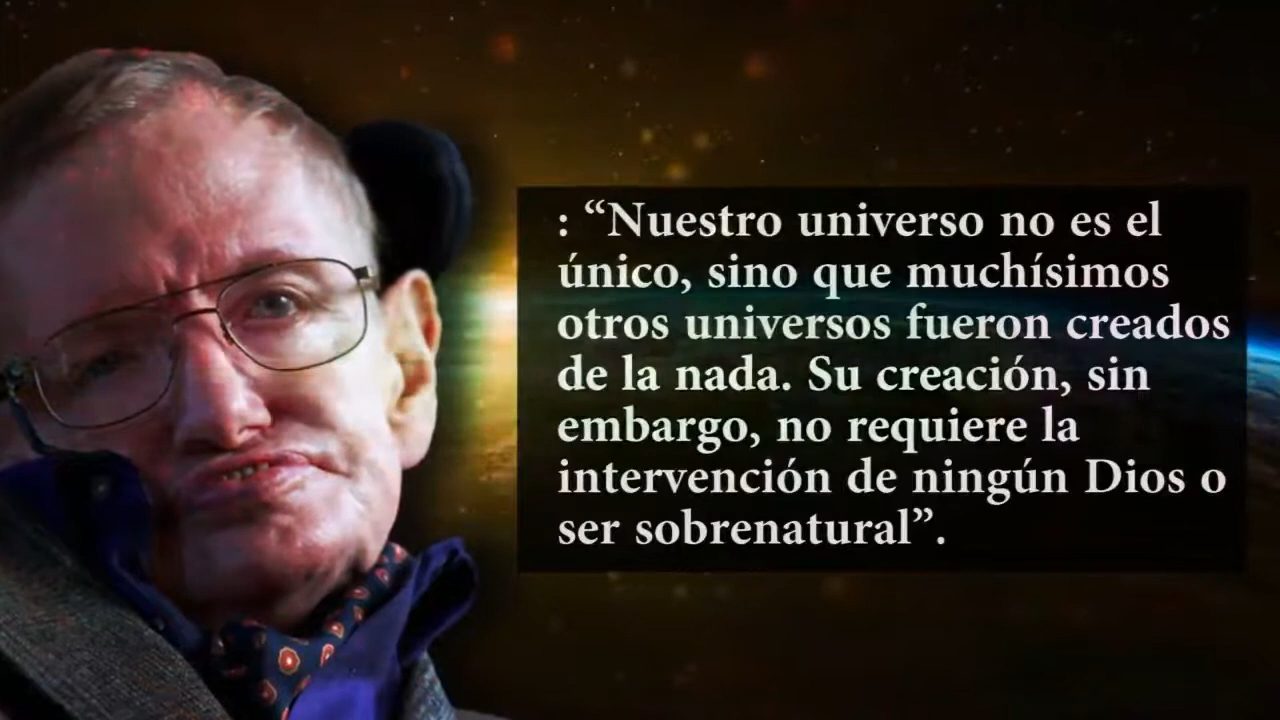 : “Nuestro universo no es el
único, sino que muchísimos
otros universos fueron creados
de la nada. Su creación, sin
embargo, no requiere la
intervención de ningún Dios o
ser sobrenatural”.